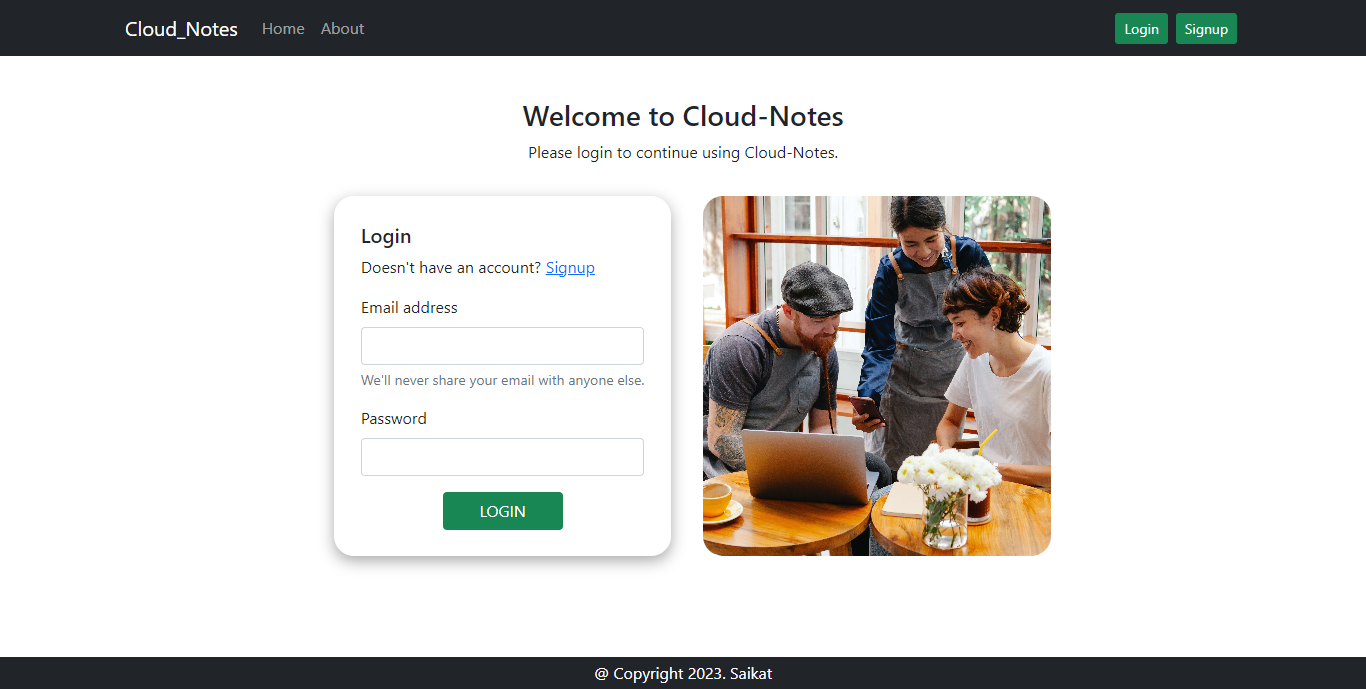 Cloud_Notes Home About Login Signup
Welcome to Cloud-Notes
Please login to continue using Cloud-Notes.
Login
Doesn't have an account? Signup
Email address
We'll never share your email with anyone else.
Password
LOGIN
@ Copyright 2023. Saikat